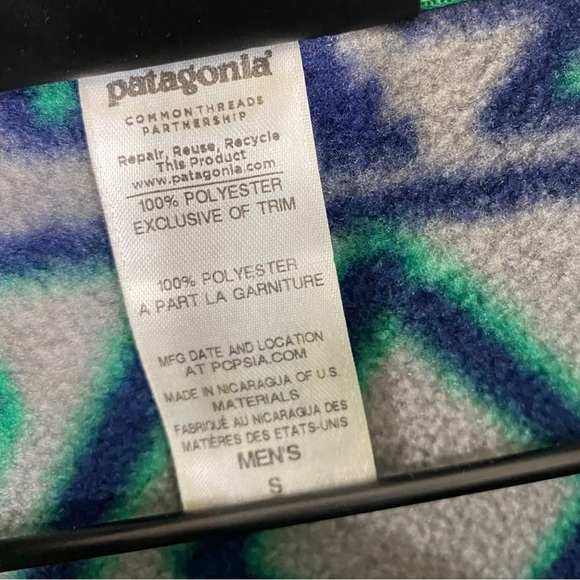 patagonia®
COMMON THREADS
PARTNERSHIP
Repair, Reuse, Recycle
This Product
www.patagonia.com
100% POLYESTER
EXCLUSIVE OF TRIM
100% POLYESTER
A PART LA GARNITURE
MFG DATE AND LOCATION
AT PCPSIA.COM
MADE IN NICARAGUA OF U.S.
MATERIALS
FABRIQUÉ AU NICARAGUA DES
MATIÈRES DES ETATS-UNIS
MEN'S
S